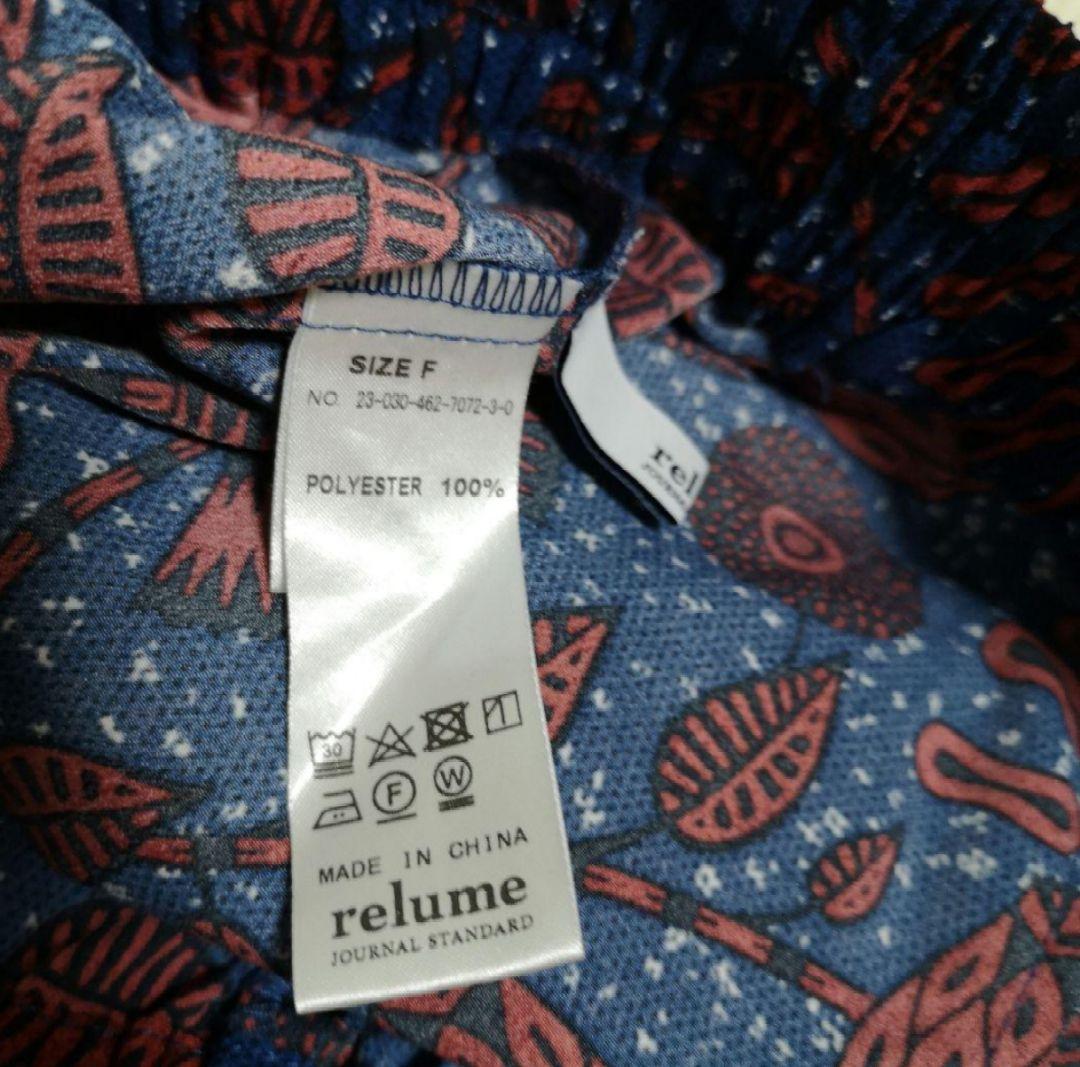 SIZE F
NO. 23-030-462-7072-3-0
POLYESTER 100%
30
F
W
MADE IN CHINA
relume
JOURNAL STANDARD
rel